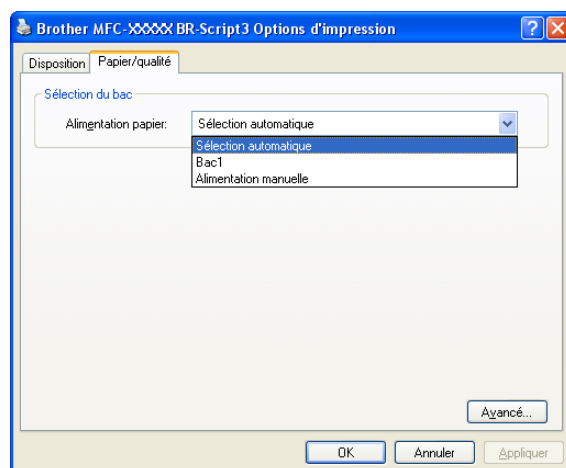 Brother MFC-XXXXX BR-Script3 Options d'impression
Disposition Papier/qualité
Sélection du bac
Alimentation papier: Sélection automatique
Sélection automatique
Bac1
Alimentation manuelle
Avancé...
OK Annuler Appliquer